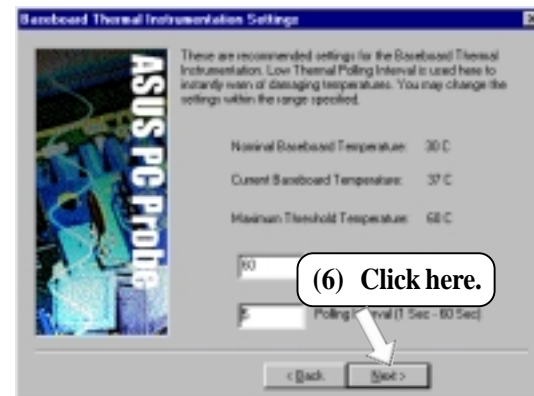 Baseboard Thermal Instrumentation Settings
ASUS PC Probe
These are recommended settings for the Baseboard Thermal
Instrumentation. Low Thermal Polling Interval is used here to
instantly warn of damaging temperatures. You may change the
settings within the range specified.
Nominal Baseboard Temperature: 30 C
Current Baseboard Temperature: 37 C
Maximum Threshold Temperature: 60 C
60
(6) Click here.
5
Polling (1 Sec - 60 Sec)
< Back
Next >